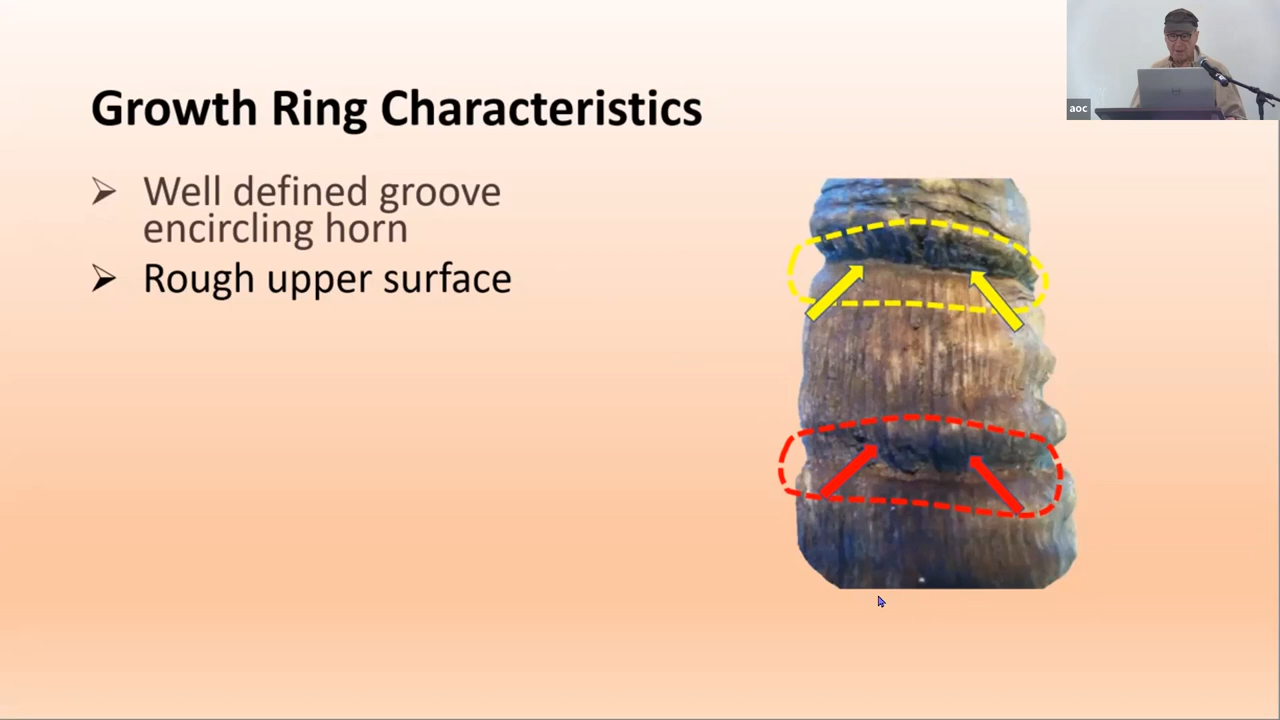 Growth Ring Characteristics
Well defined groove
encircling horn
Rough upper surface
aoc